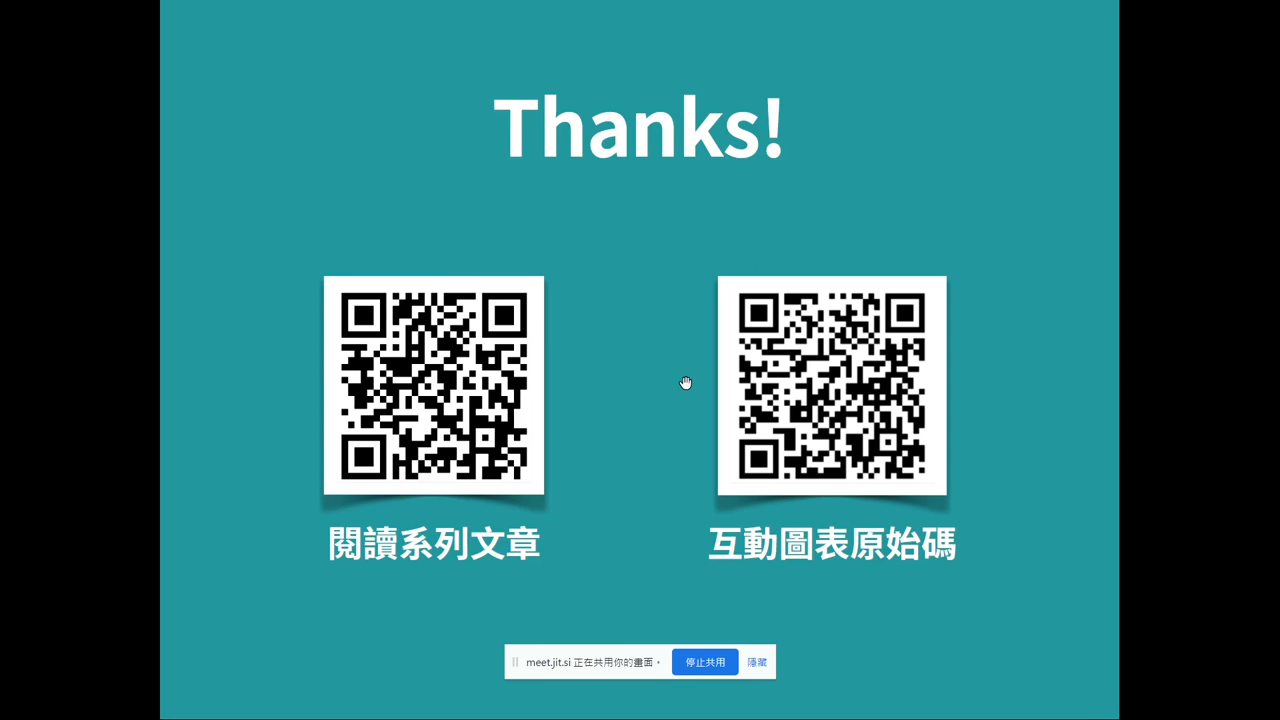 Thanks!
閱讀系列文章
互動圖表原始碼
meet.jit.si 正在共用你的畫面。
停止共用
隱藏